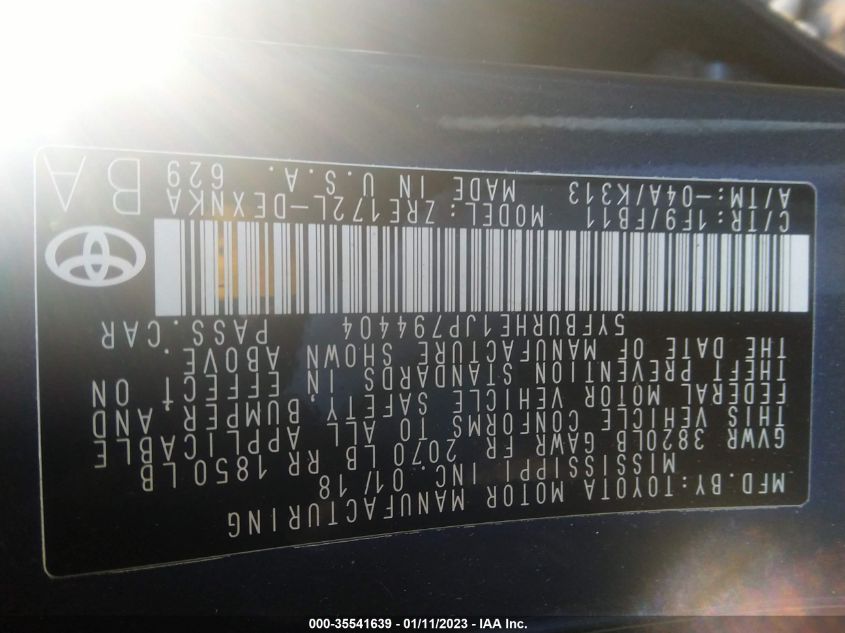 MFD.BY:TOYOTA MOTOR MANUFACTURING
MISSISSIPPI INC. 01/18
GVWR 3820LB GAWR FR 2070 LB RR 1850LB
THIS VEHICLE CONFORMS TO ALL APPLICABLE
FEDERAL MOTOR VEHICLE SAFETY, BUMPER, AND
THEFT PREVENTION STANDARDS IN EFFECT ON
THE DATE OF MANUFACTURE SHOWN ABOVE.
5YFBURHE1JP794404 PASS.CAR
C/TR:1F9/FB11 MODEL:ZRE172L-DEXNKA
A/TM:-04A/K313 MADE IN U.S.A. 629 BA
000-35541639 - 01/11/2023 - IAA Inc.